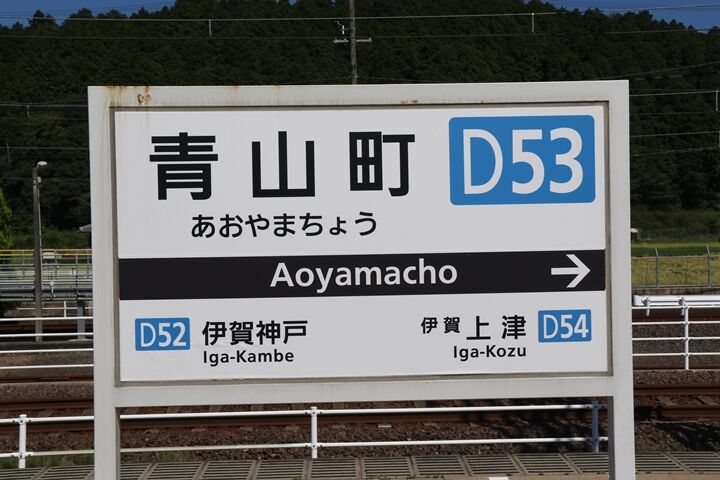 青山町 D53
あおやまちょう
Aoyamacho →
D52 伊賀神戸 伊賀上津 D54
Iga-Kambe Iga-Kozu